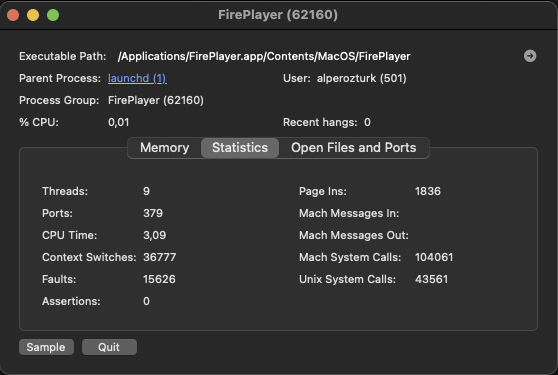 FirePlayer (62160)
Executable Path: /Applications/FirePlayer.app/Contents/MacOS/FirePlayer
Parent Process: launchd (1) User: alperozturk (501)
Process Group: FirePlayer (62160)
% CPU: 0,01 Recent hangs: 0
Memory Statistics Open Files and Ports
Threads: 9 Page Ins: 1836
Ports: 379 Mach Messages In:
CPU Time: 3,09 Mach Messages Out:
Context Switches: 36777 Mach System Calls: 104061
Faults: 15626 Unix System Calls: 43561
Assertions: 0
Sample Quit